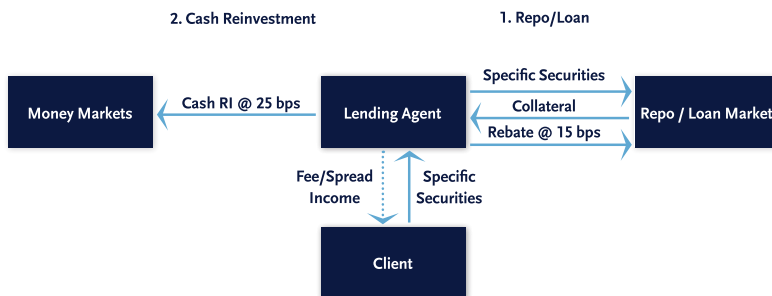 2. Cash Reinvestment
1. Repo/Loan
Specific Securities
Money Markets
Cash RI @ 25 bps
Lending Agent
Collateral
Repo / Loan Market
Rebate @ 15 bps
Fee/Spread
Income
Specific
Securities
Client